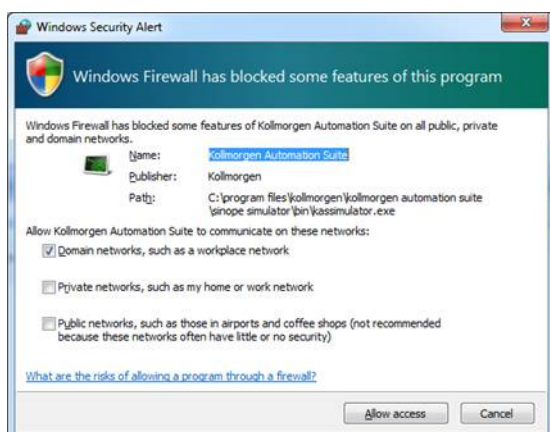 Windows Security Alert
Windows Firewall has blocked some features of this program
Windows Firewall has blocked some features of Kollmorgen Automation Suite on all public, private
and domain networks.
Name: Kollmorgen Automation Suite
Publisher: Kollmorgen
Path: C:\program files\kollmorgen\kollmorgen automation suite
\sinope simulator\bin\kassimulator.exe
Allow Kollmorgen Automation Suite to communicate on these networks:
Domain networks, such as a workplace network
Private networks, such as my home or work network
Public networks, such as those in airports and coffee shops (not recommended
because these networks often have little or no security)
What are the risks of allowing a program through a firewall?
Allow access Cancel